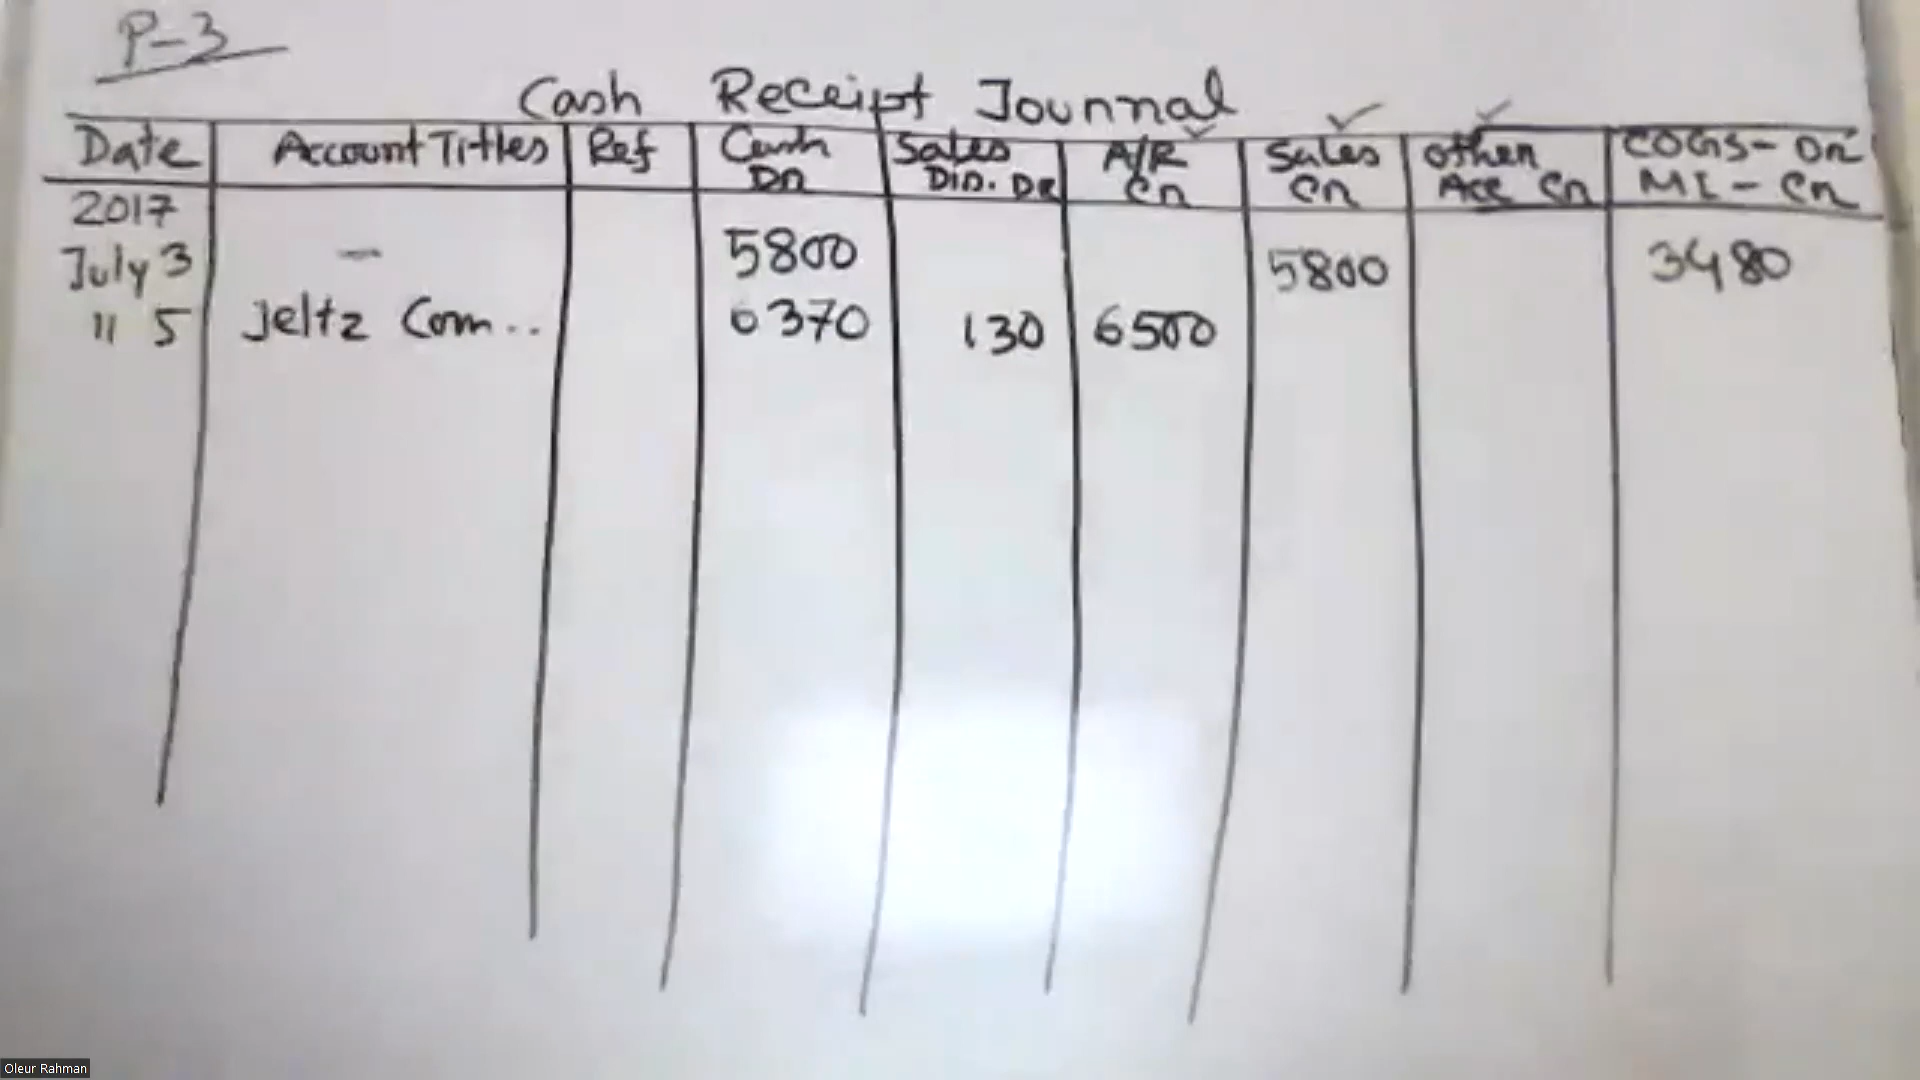 P-3
Cash Receipt Journal
Date Account Titles Ref Cash Dr Sales Dis. Dr A/R Cr Sales Cr Other Acc Cr COGS- Dr MI - Cr
2017
July 3 - 5800 5800 3480
" 5 Jeltz Com... 6370 130 6500
Oleur Rahman